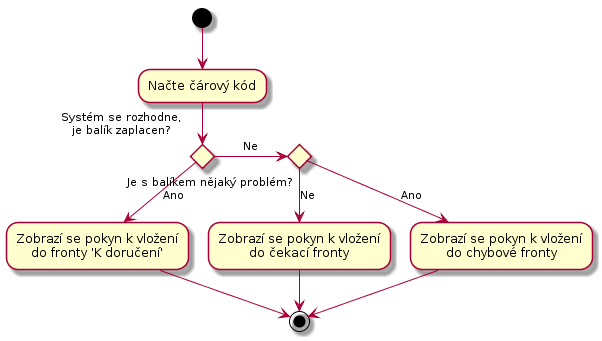 Načte čárový kód
Systém se rozhodne,
je balík zaplacen?
Ne
Je s balíkem nějaký problém?
Ano
Ne
Ano
Zobrazí se pokyn k vložení
do fronty 'K doručení'
Zobrazí se pokyn k vložení
do čekací fronty
Zobrazí se pokyn k vložení
do chybové fronty